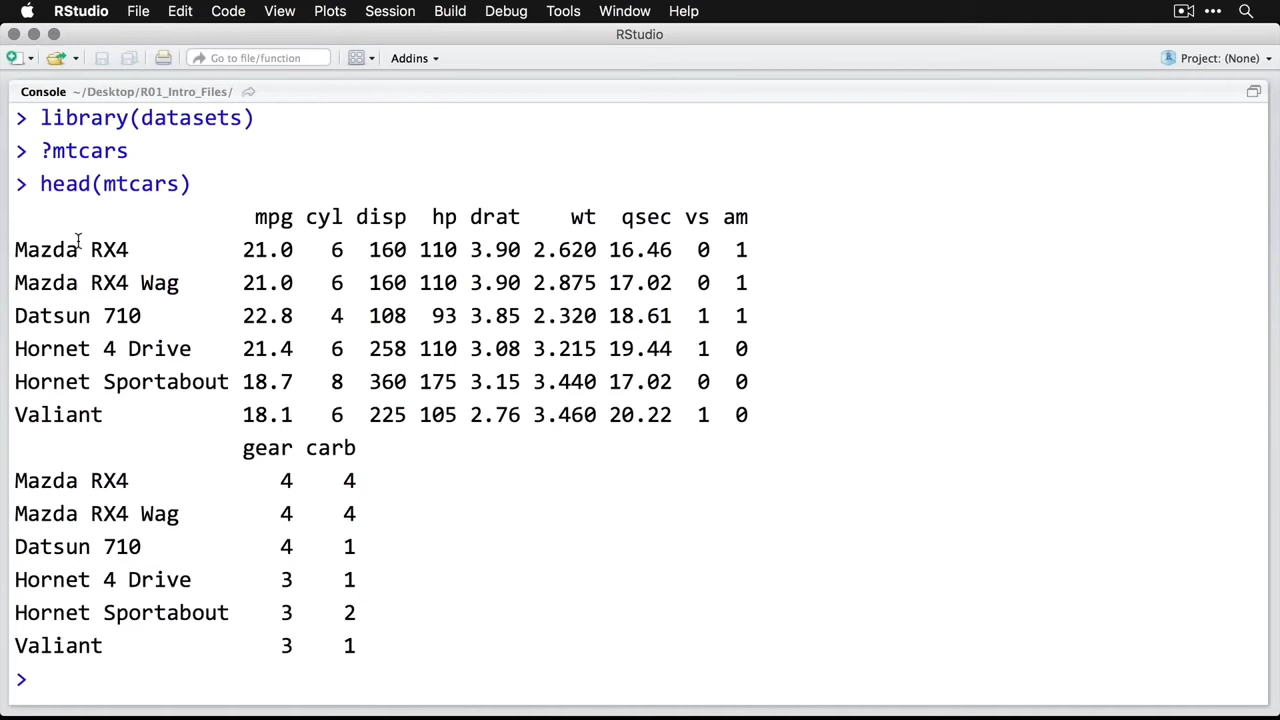 RStudio File Edit Code View Plots Session Build Debug Tools Window Help
RStudio
Go to file/function Addins Project: (None)
Console ~/Desktop/R01_Intro_Files/
> library(datasets)
> ?mtcars
> head(mtcars)
mpg cyl disp hp drat wt qsec vs am
Mazda RX4 21.0 6 160 110 3.90 2.620 16.46 0 1
Mazda RX4 Wag 21.0 6 160 110 3.90 2.875 17.02 0 1
Datsun 710 22.8 4 108 93 3.85 2.320 18.61 1 1
Hornet 4 Drive 21.4 6 258 110 3.08 3.215 19.44 1 0
Hornet Sportabout 18.7 8 360 175 3.15 3.440 17.02 0 0
Valiant 18.1 6 225 105 2.76 3.460 20.22 1 0
gear carb
Mazda RX4 4 4
Mazda RX4 Wag 4 4
Datsun 710 4 1
Hornet 4 Drive 3 1
Hornet Sportabout 3 2
Valiant 3 1
>